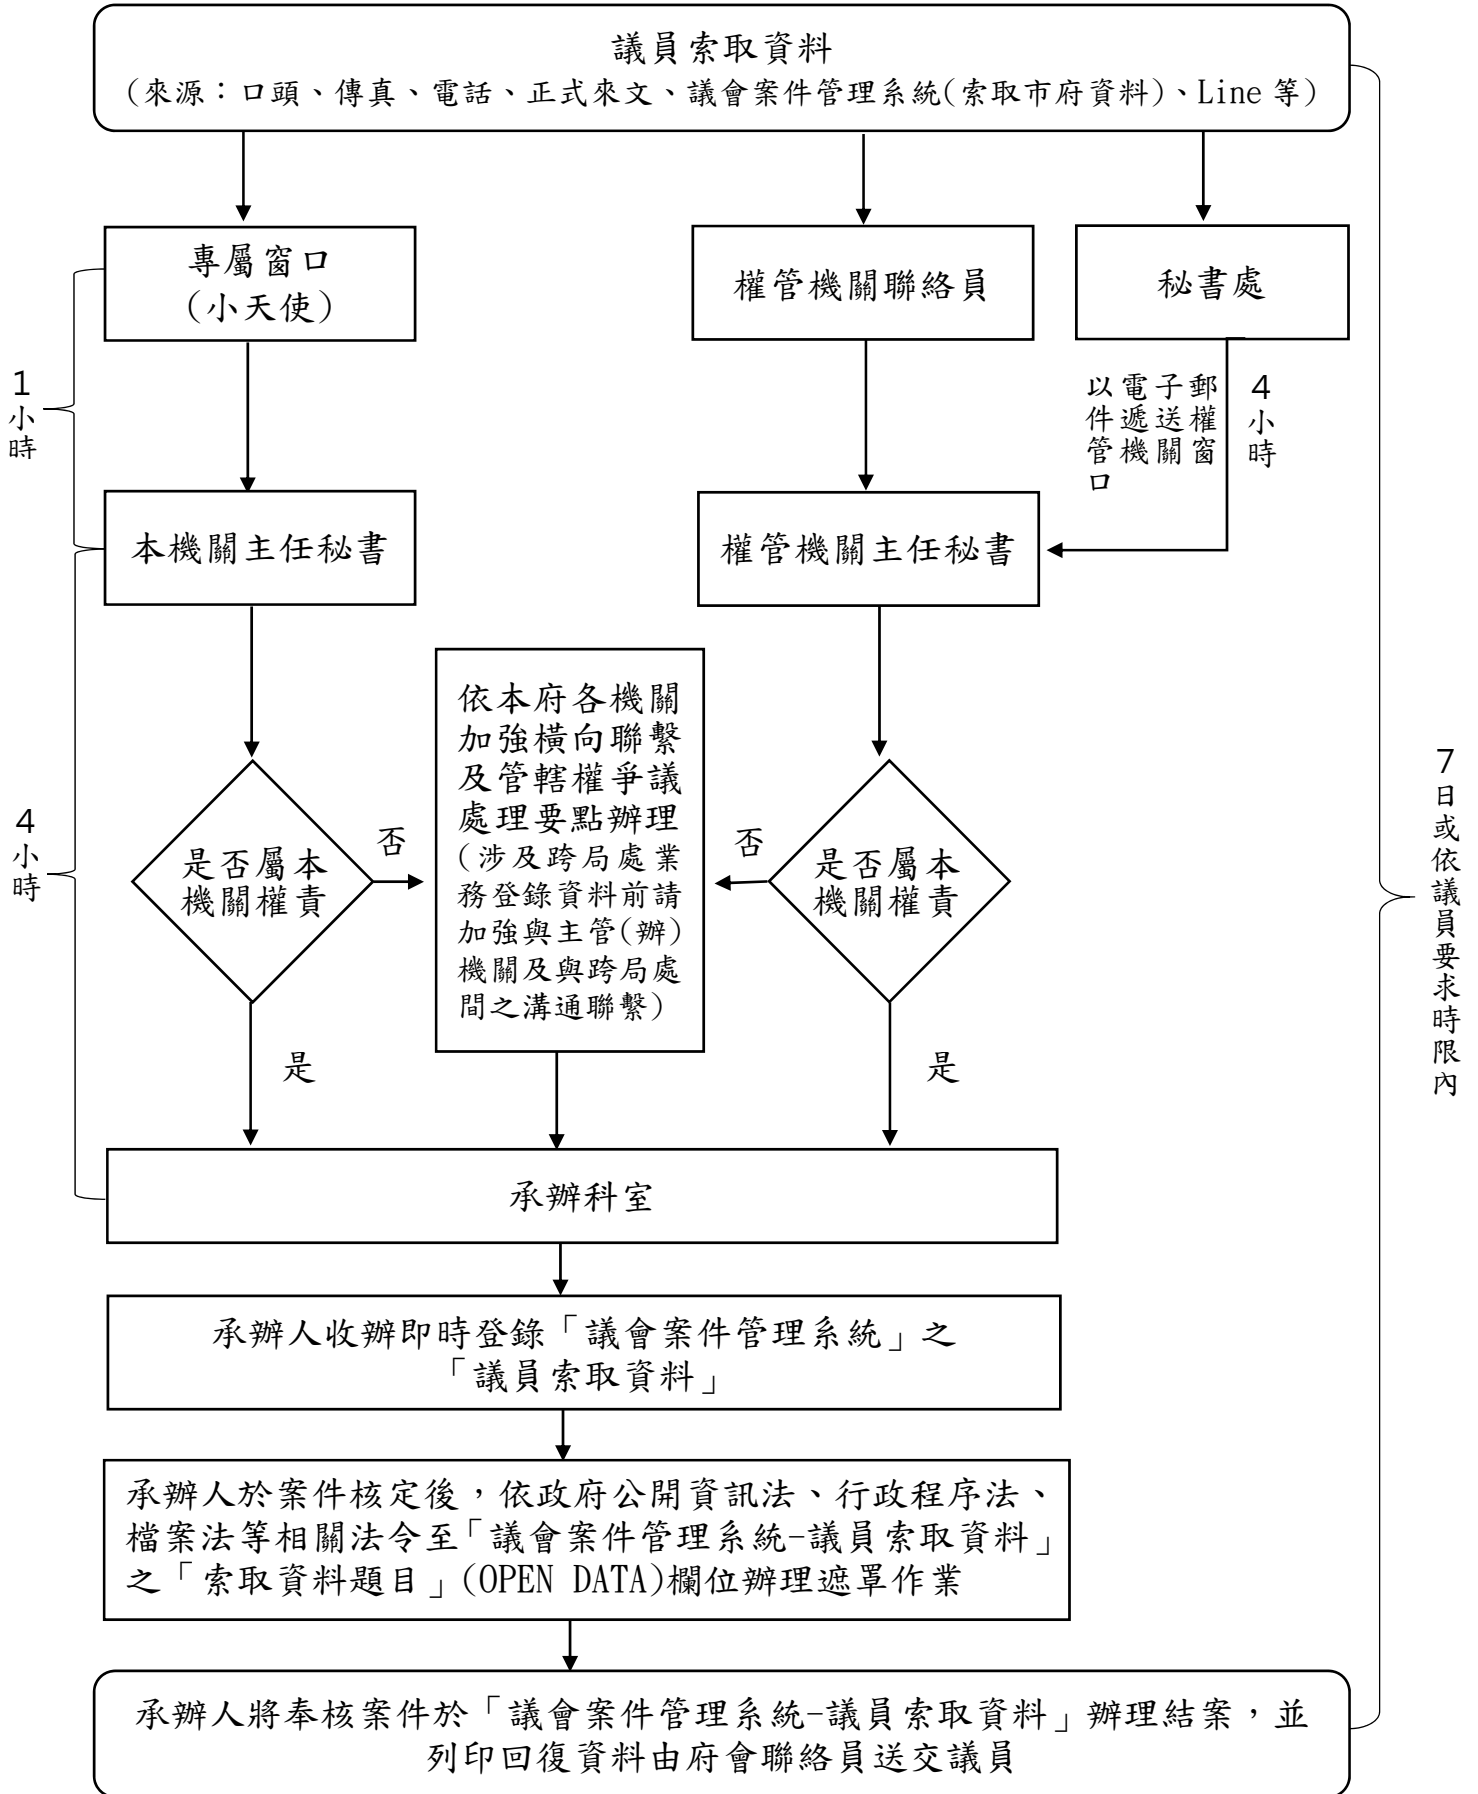 議員索取資料
(來源：口頭、傳真、電話、正式來文、議會案件管理系統(索取市府資料)、Line 等)
專屬窗口
(小天使)
權管機關聯絡員
秘書處
1小時
以電子郵
件遞送權
管機關窗
口
4小時
本機關主任秘書
權管機關主任秘書
依本府各機關
加強橫向聯繫
及管轄權爭議
處理要點辦理
(涉及跨局處業
務登錄資料前請
加強與主管(辦)
機關及與跨局處
間之溝通聯繫)
4小時
是否屬本
機關權責
否
否
是否屬本
機關權責
7日或依議員要求時限內
是
是
承辦科室
承辦人收辦即時登錄「議會案件管理系統」之
「議員索取資料」
承辦人於案件核定後，依政府公開資訊法、行政程序法、
檔案法等相關法令至「議會案件管理系統-議員索取資料」
之「索取資料題目」(OPEN DATA)欄位辦理遮罩作業
承辦人將奉核案件於「議會案件管理系統-議員索取資料」辦理結案，並
列印回復資料由府會聯絡員送交議員